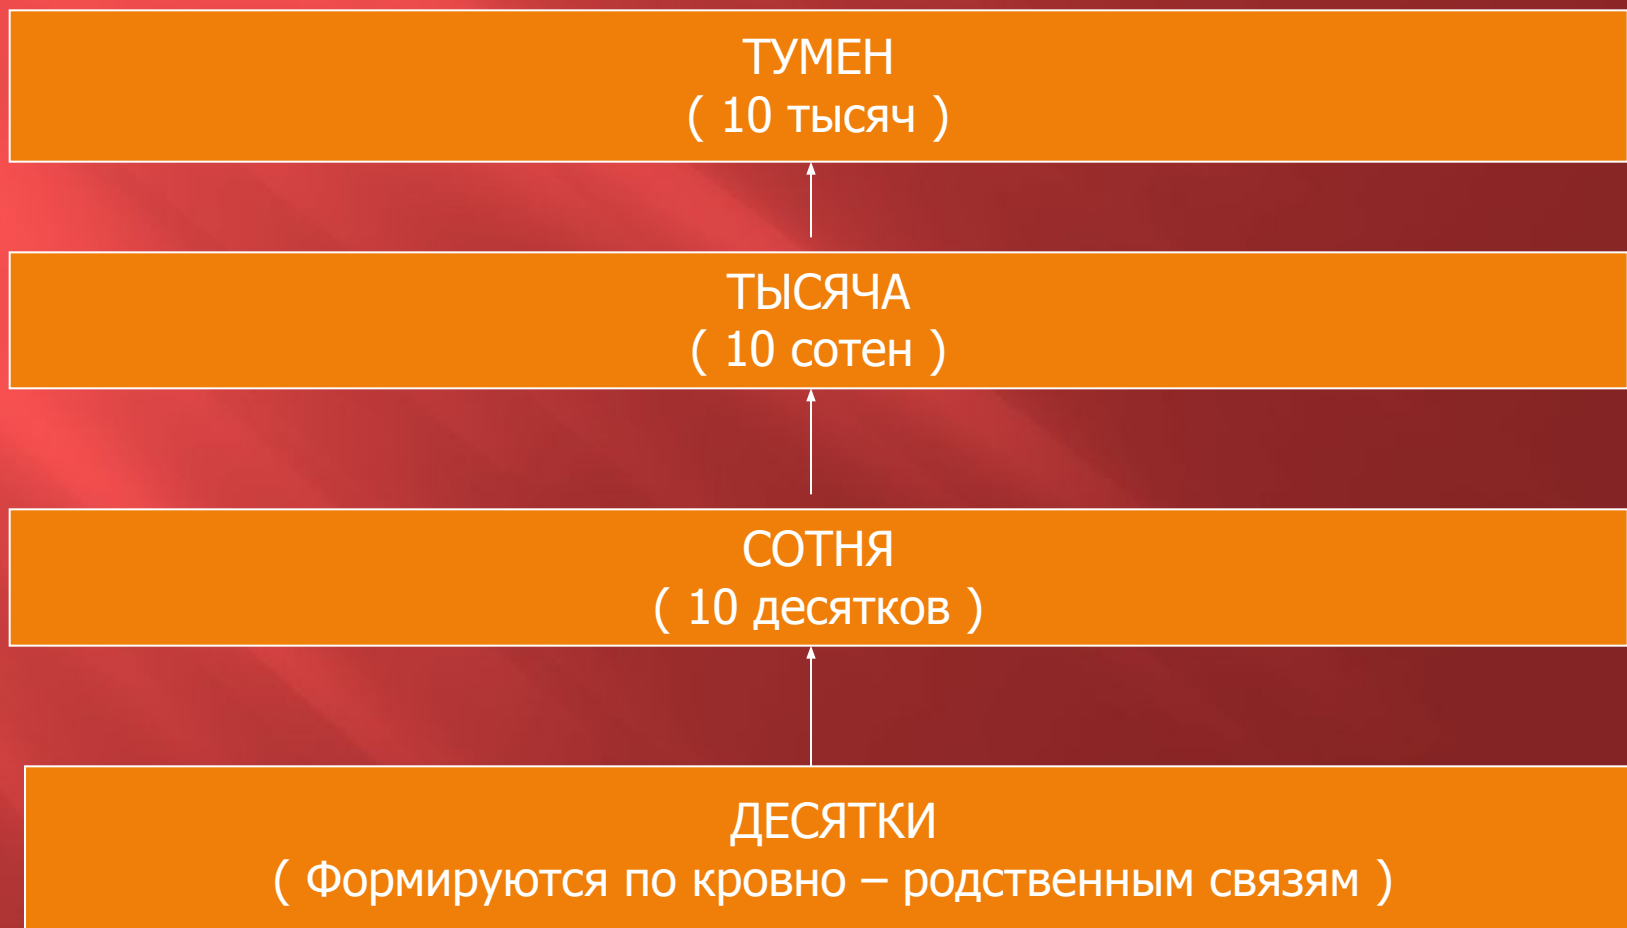 ТУМЕН
( 10 тысяч )
ТЫСЯЧА
( 10 сотен )
СОТНЯ
( 10 десятков )
ДЕСЯТКИ
( Формируются по кровно – родственным связям )